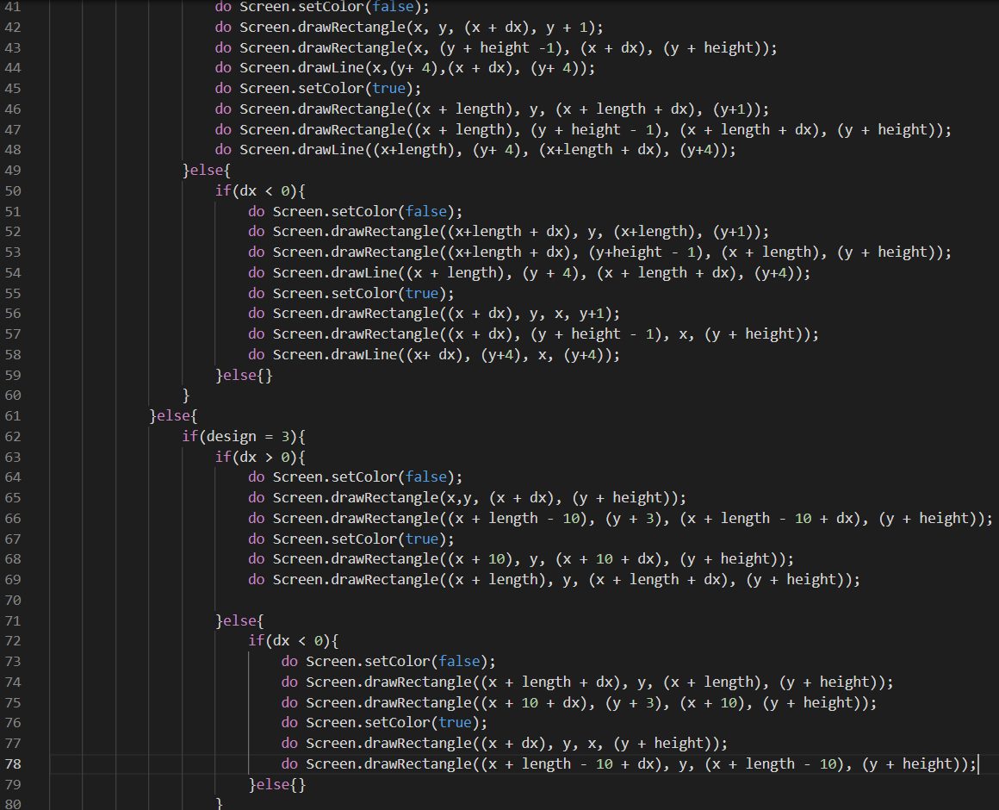 41 do Screen.setColor(false);
42 do Screen.drawRectangle(x, y, (x + dx), y + 1);
43 do Screen.drawRectangle(x, (y + height -1), (x + dx), (y + height));
44 do Screen.drawLine(x,(y+ 4),(x + dx), (y+ 4));
45 do Screen.setColor(true);
46 do Screen.drawRectangle((x + length), y, (x + length + dx), (y+1));
47 do Screen.drawRectangle((x + length), (y + height - 1), (x + length + dx), (y + height));
48 do Screen.drawLine((x+length), (y+ 4), (x+length + dx), (y+4));
49 }else{
50 if(dx < 0){
51 do Screen.setColor(false);
52 do Screen.drawRectangle((x+length + dx), y, (x+length), (y+1));
53 do Screen.drawRectangle((x+length + dx), (y+height - 1), (x + length), (y + height));
54 do Screen.drawLine((x + length), (y + 4), (x + length + dx), (y+4));
55 do Screen.setColor(true);
56 do Screen.drawRectangle((x + dx), y, x, y+1);
57 do Screen.drawRectangle((x + dx), (y + height - 1), x, (y + height));
58 do Screen.drawLine((x+ dx), (y+4), x, (y+4));
59 }else{}
60 }
61 }else{
62 if(design = 3){
63 if(dx > 0){
64 do Screen.setColor(false);
65 do Screen.drawRectangle(x,y, (x + dx), (y + height));
66 do Screen.drawRectangle((x + length - 10), (y + 3), (x + length - 10 + dx), (y + height));
67 do Screen.setColor(true);
68 do Screen.drawRectangle((x + 10), y, (x + 10 + dx), (y + height));
69 do Screen.drawRectangle((x + length), y, (x + length + dx), (y + height));
70
71 }else{
72 if(dx < 0){
73 do Screen.setColor(false);
74 do Screen.drawRectangle((x + length + dx), y, (x + length), (y + height));
75 do Screen.drawRectangle((x + 10 + dx), (y + 3), (x + 10), (y + height));
76 do Screen.setColor(true);
77 do Screen.drawRectangle((x + dx), y, x, (y + height));
78 do Screen.drawRectangle((x + length - 10 + dx), y, (x + length - 10), (y + height));
79 }else{}
80 }